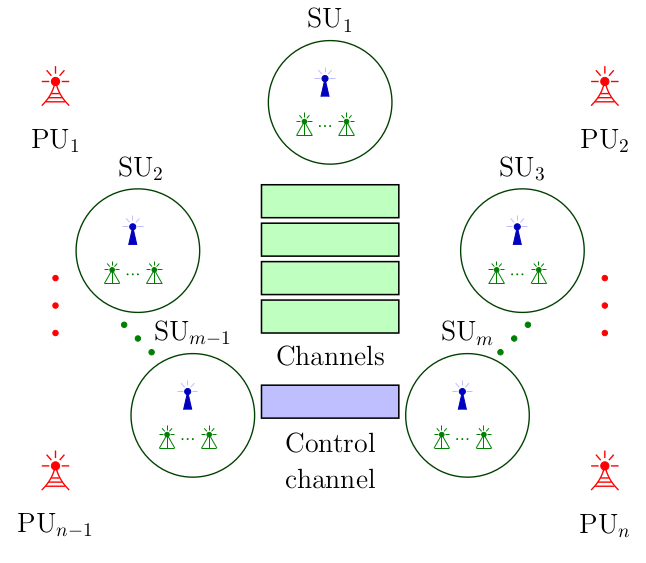 SU₁
PU₁
PU₂
SU₂
SU₃
...
...
...
SUₘ₋₁
SUₘ
Channels
...
...
Control
channel
PUₙ₋₁
PUₙ